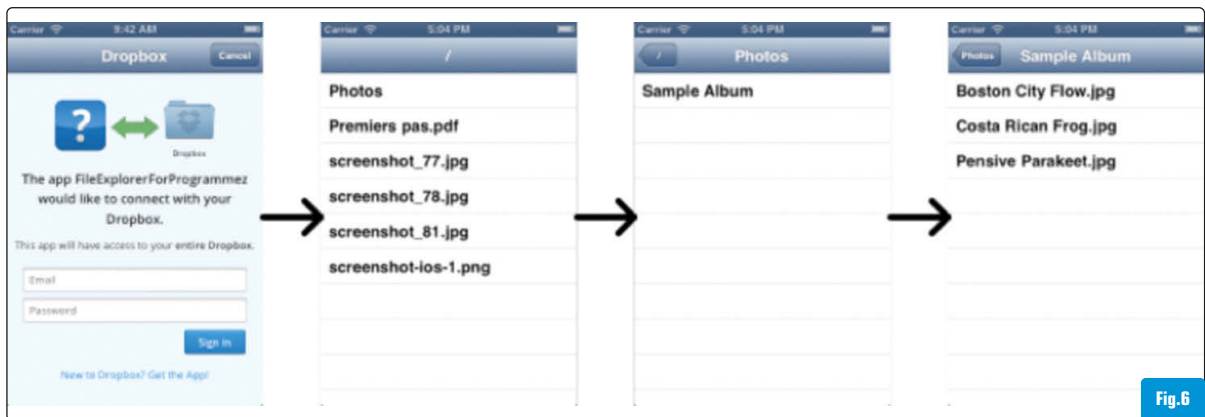 Carrier 9:42 AM
Dropbox
Cancel
?
Dropbox
The app FileExplorerForProgrammez
would like to connect with your
Dropbox.
This app will have access to your entire Dropbox.
Email
Password
Sign in
New to Dropbox? Get the App!
Carrier 5:04 PM
/
Photos
Premiers pas.pdf
screenshot_77.jpg
screenshot_78.jpg
screenshot_81.jpg
screenshot-ios-1.png
Carrier 5:04 PM
/
Photos
Sample Album
Carrier 5:04 PM
Photos
Sample Album
Boston City Flow.jpg
Costa Rican Frog.jpg
Pensive Parakeet.jpg
Fig.6